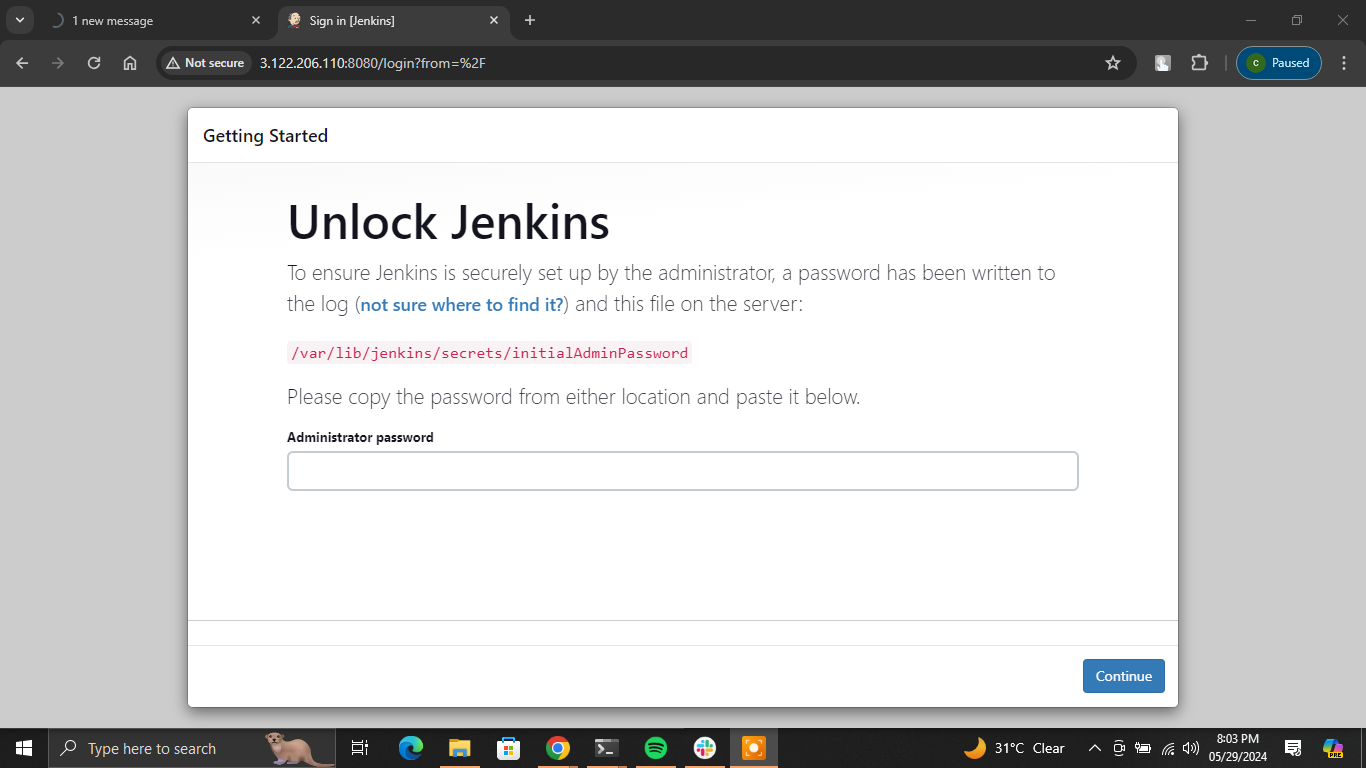 1 new message
Sign in [Jenkins]
Not secure
3.122.206.110:8080/login?from=%2F
C
Paused
Getting Started
Unlock Jenkins
To ensure Jenkins is securely set up by the administrator, a password has been written to
the log (not sure where to find it?) and this file on the server:
/var/lib/jenkins/secrets/initialAdminPassword
Please copy the password from either location and paste it below.
Administrator password
Continue
Type here to search
31°C Clear
8:03 PM
05/29/2024
PRE